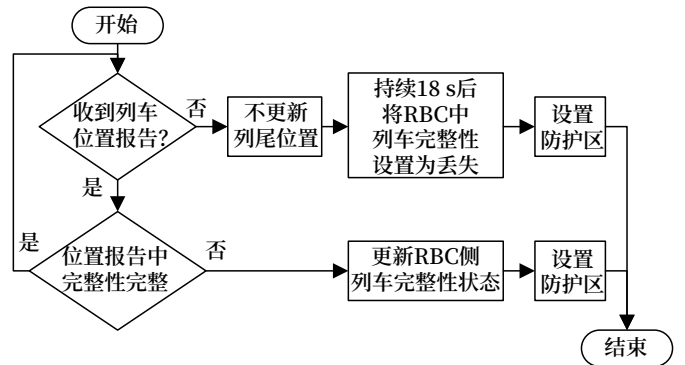 开始
收到列车
位置报告?
否
不更新
列尾位置
持续18 s后
将RBC中
列车完整性
设置为丢失
设置
防护区
是
是
位置报告中
完整性完整
否
更新RBC侧
列车完整性状态
设置
防护区
结束